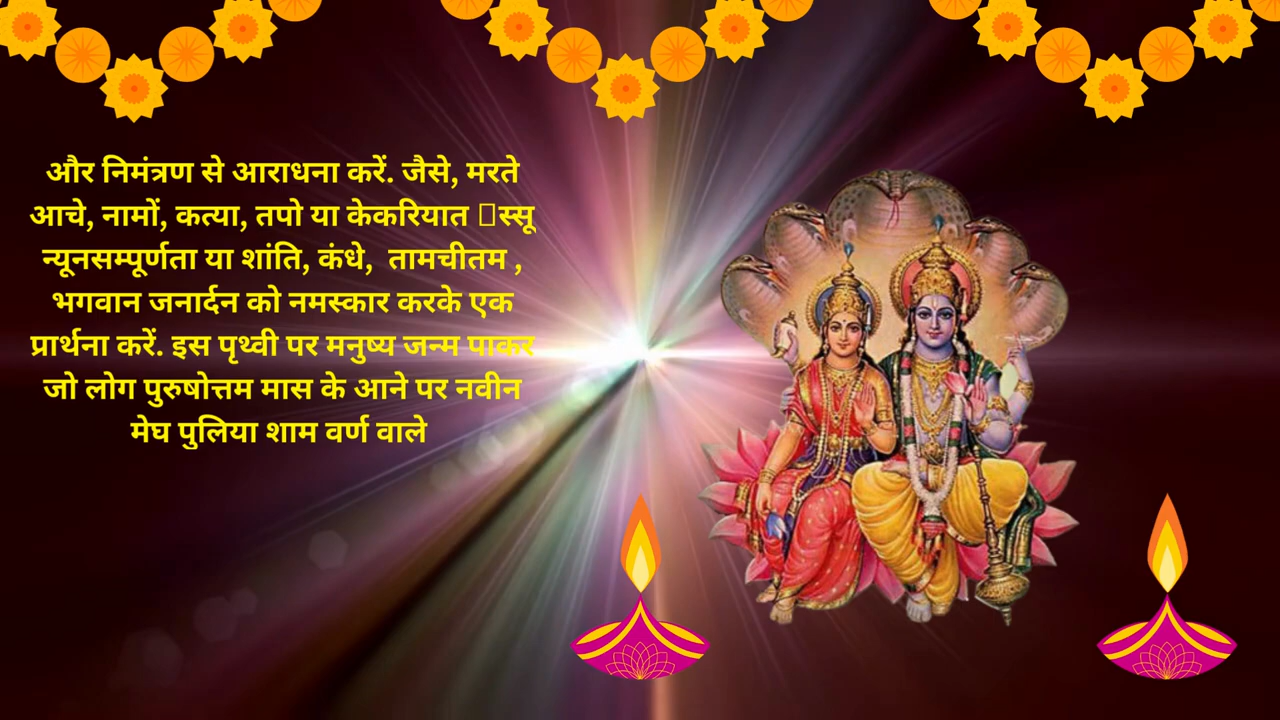 और निमंत्रण से आराधना करें. जैसे, मरते
आचे, नामों, कत्या, तपो या केकरियात स्सू
न्यूनसम्पूर्णता या शांति, कंधे, तामचीतम ,
भगवान जनार्दन को नमस्कार करके एक
प्रार्थना करें. इस पृथ्वी पर मनुष्य जन्म पाकर
जो लोग पुरुषोत्तम मास के आने पर नवीन
मेघ पुलिया शाम वर्ण वाले